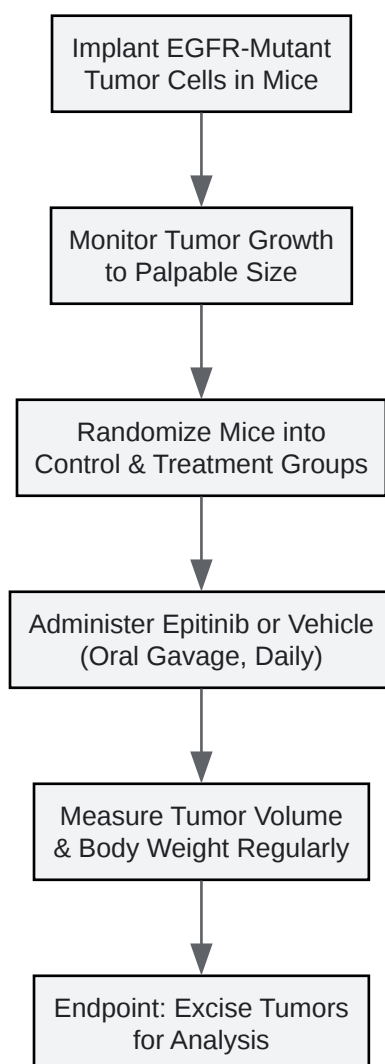 Implant EGFR-Mutant
Tumor Cells in Mice
Monitor Tumor Growth
to Palpable Size
Randomize Mice into
Control & Treatment Groups
Administer Epitinib or Vehicle
(Oral Gavage, Daily)
Measure Tumor Volume
& Body Weight Regularly
Endpoint: Excise Tumors
for Analysis